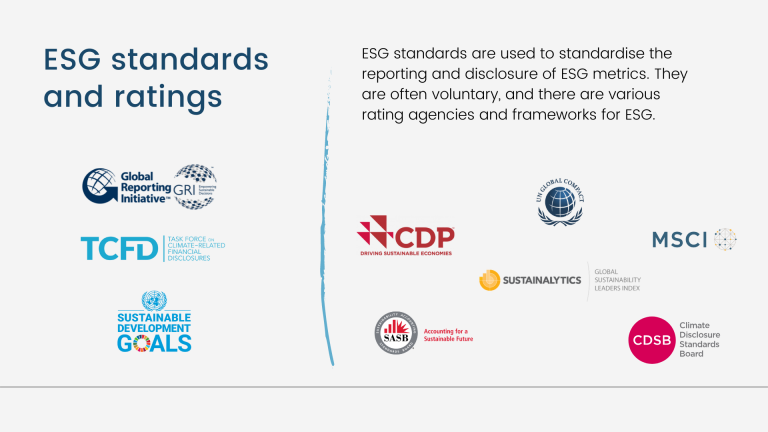 ESG standards
and ratings
ESG standards are used to standardise the
reporting and disclosure of ESG metrics. They
are often voluntary, and there are various
rating agencies and frameworks for ESG.
Global
Reporting
Initiative™
GRI
TCFD
TASK FORCE ON
CLIMATE-RELATED
FINANCIAL
DISCLOSURES
SUSTAINABLE
DEVELOPMENT
GOALS
UN GLOBAL COMPACT
CDP
DRIVING SUSTAINABLE ECONOMIES
MSCI
SUSTAINALYTICS
GLOBAL
SUSTAINABILITY
LEADERS INDEX
SASB
Accounting for a
Sustainable Future
CDSB
Climate
Disclosure
Standards
Board